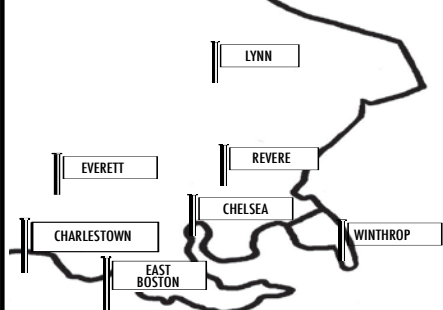 LYNN
REVERE
EVERETT
CHELSEA
CHARLESTOWN
WINTHROP
EAST
BOSTON